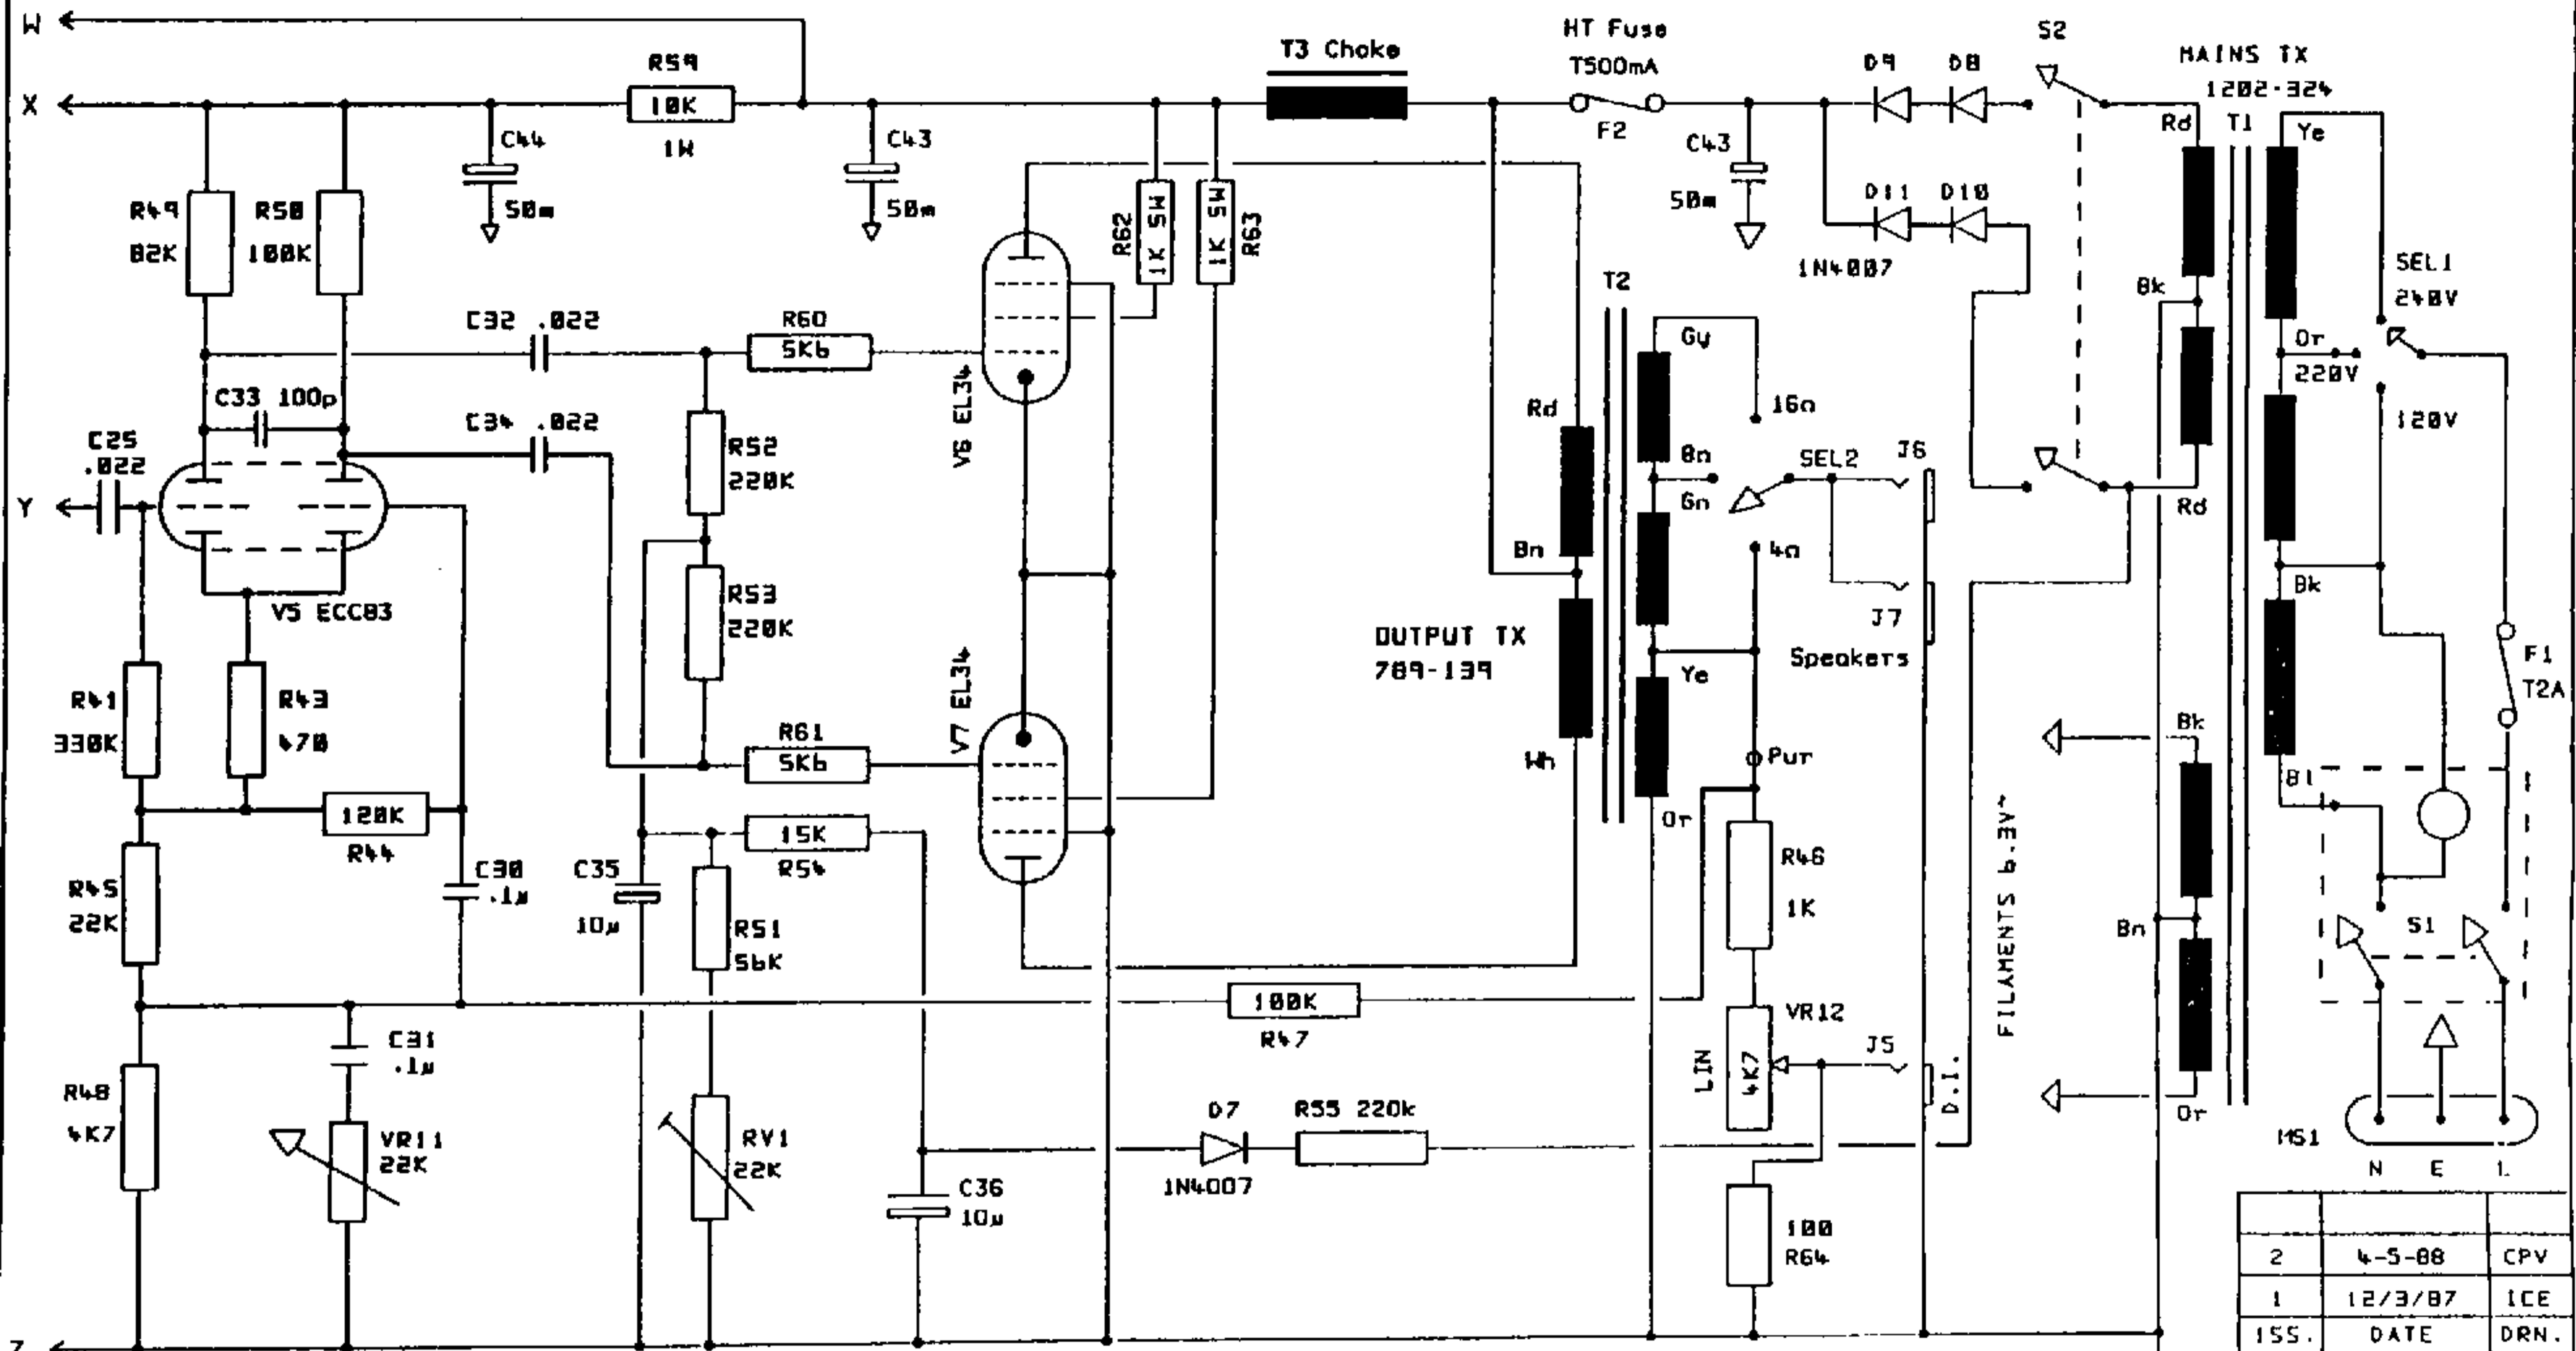 W
X
Y
Z
R59
10K
1W
T3 Choke
HT Fuse
T500mA
F2
S2
D9
D8
D11
D10
1N4007
MAINS TX
1202-324
T1
Rd
Ye
Bk
Rd
Or
220V
SEL1
240V
120V
Bk
Bl
F1
T2A
S1
MS1
N E L
C44
50m
C43
50m
C43
50m
R49
82K
R50
100K
R62
1K 5W
R63
1K 5W
C32 .022
R60
5K6
C33 100p
C34 .022
C25
.022
V5 ECC83
V6 EL34
V7 EL34
R52
220K
R53
220K
R41
330K
R43
470
R61
5K6
120K
R44
15K
R54
R45
22K
C30
.1µ
C35
10µ
R51
56K
C31
.1µ
R48
4K7
VR11
22K
RV1
22K
C36
10µ
D7
1N4007
R55 220k
100K
R47
T2
OUTPUT TX
789-139
Rd
Bn
Wh
Gy
16Ω
Bn
Gn
SEL2
4Ω
Ye
Pur
Or
J6
J7
Speakers
R46
1K
VR12
4K7
LIN
J5
D.I.
100
R64
FILAMENTS 6.3V~
Bk
Bn
Or
2 4-5-88 CPV
1 12/3/87 ICE
ISS. DATE DRN.